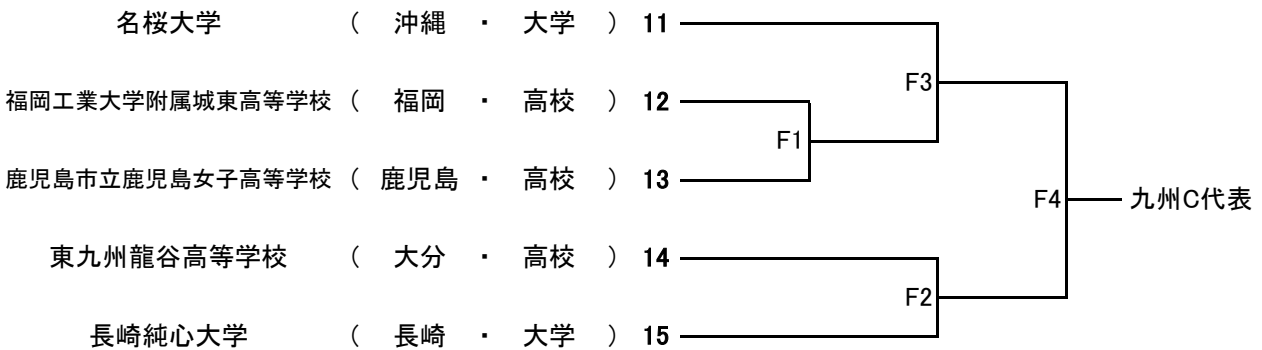 名桜大学 ( 沖縄 ・ 大学 ) 11
F3
福岡工業大学附属城東高等学校 ( 福岡 ・ 高校 ) 12
F1
鹿児島市立鹿児島女子高等学校 ( 鹿児島 ・ 高校 ) 13
F4 九州C代表
東九州龍谷高等学校 ( 大分 ・ 高校 ) 14
F2
長崎純心大学 ( 長崎 ・ 大学 ) 15